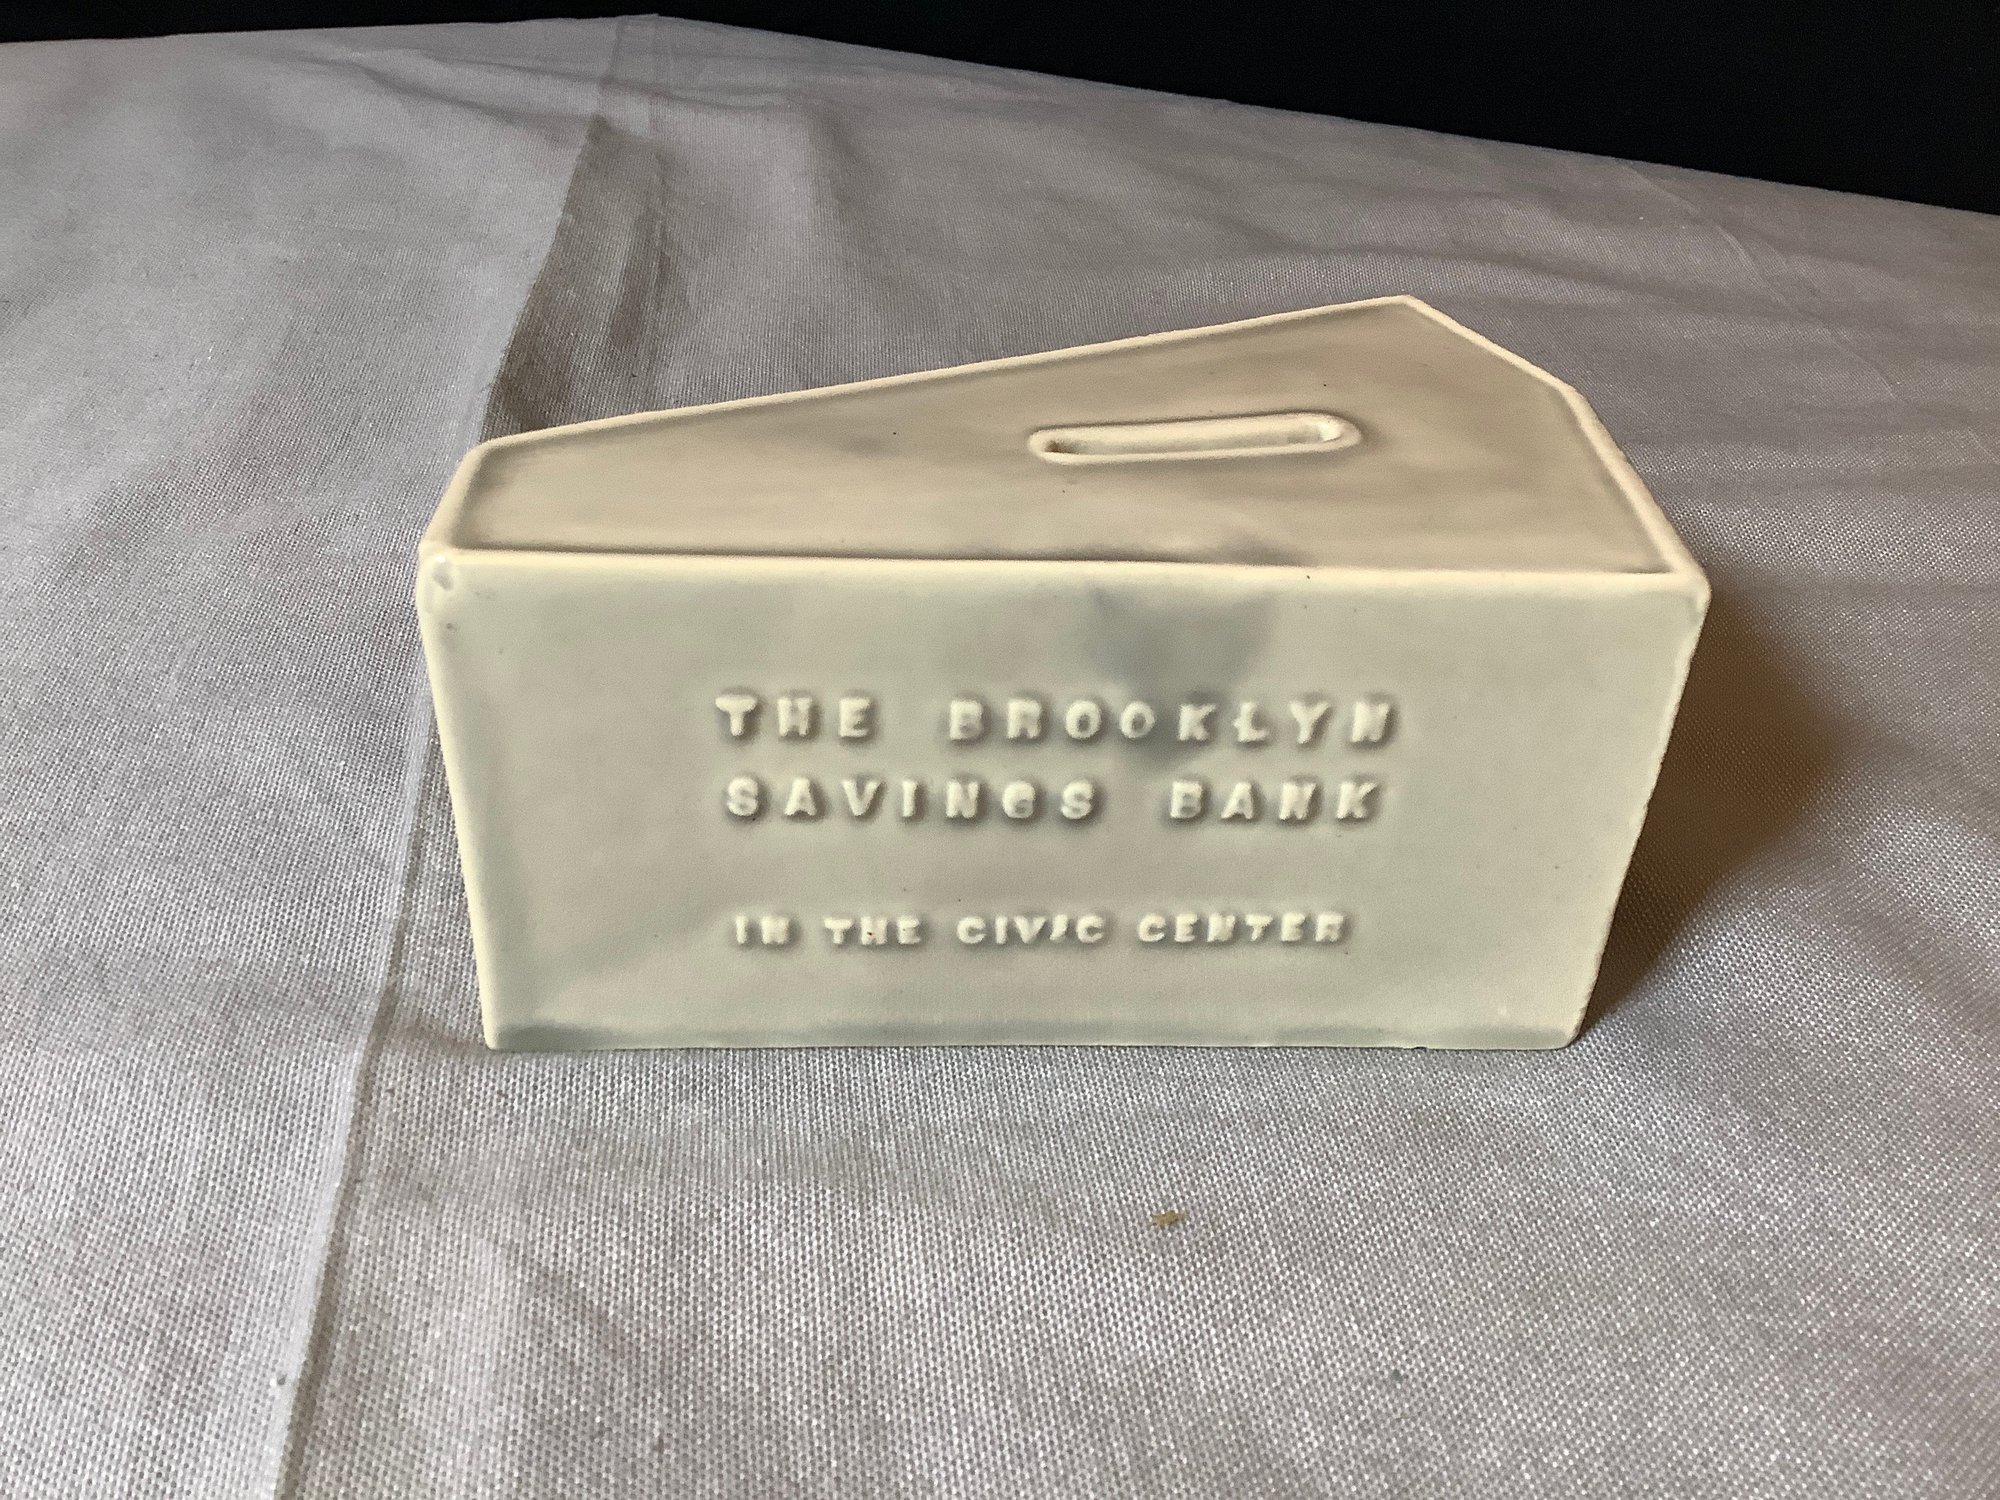 THE BROOKLYN
SAVINGS BANK
IN THE CIVIC CENTER